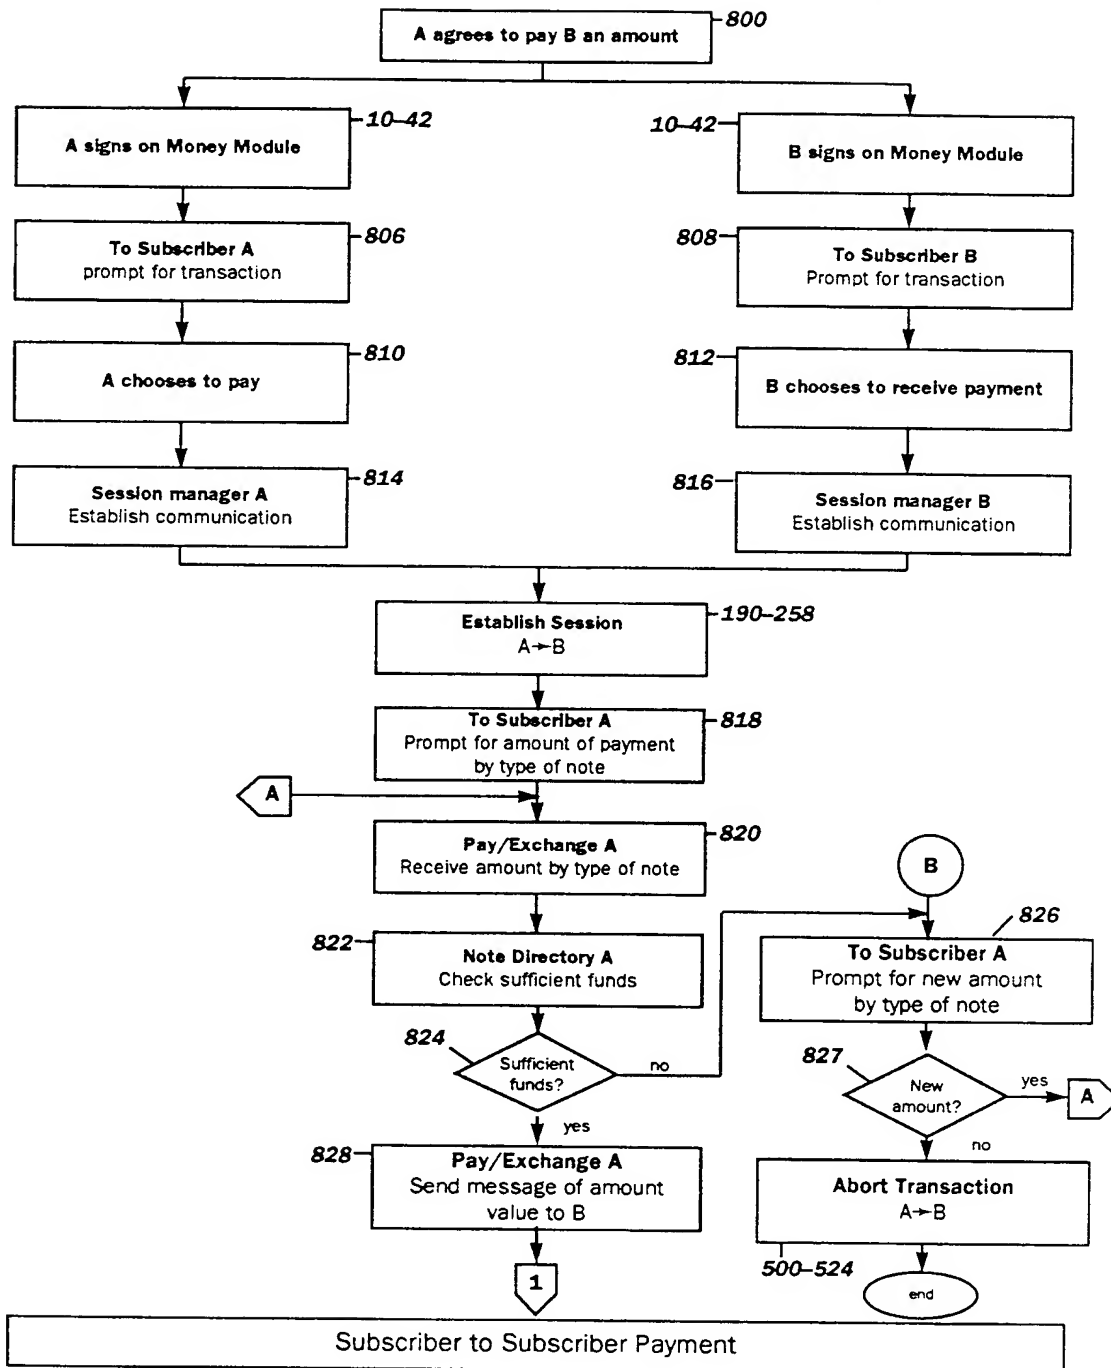 A agrees to pay B an amount
800
A signs on Money Module
10–42
10–42
B signs on Money Module
To Subscriber A
prompt for transaction
806
808
To Subscriber B
Prompt for transaction
A chooses to pay
810
812
B chooses to receive payment
Session manager A
Establish communication
814
816
Session manager B
Establish communication
Establish Session
A→B
190–258
To Subscriber A
Prompt for amount of payment
by type of note
818
A
Pay/Exchange A
Receive amount by type of note
820
B
822
Note Directory A
Check sufficient funds
826
To Subscriber A
Prompt for new amount
by type of note
824
Sufficient
funds?
no
yes
827
New
amount?
yes
A
no
828
Pay/Exchange A
Send message of amount
value to B
Abort Transaction
A→B
500–524
1
end
Subscriber to Subscriber Payment